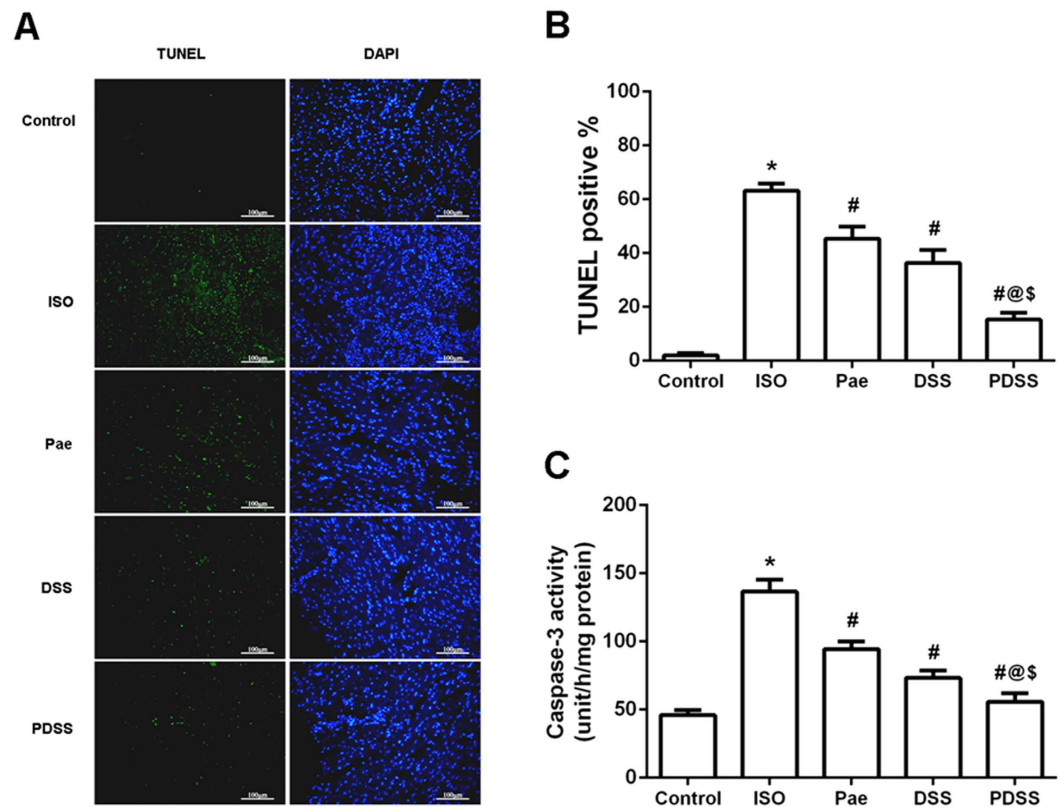 A
TUNEL DAPI
Control
100μm 100μm
ISO
100μm 100μm
Pae
100μm 100μm
DSS
100μm 100μm
PDSS
100μm 100μm
B
TUNEL positive %
100
80
60
40
20
0
*
#
#
#@$
Control ISO Pae DSS PDSS
C
Caspase-3 activity
(unit/h/mg protein)
200
150
100
50
0
*
#
#
#@$
Control ISO Pae DSS PDSS